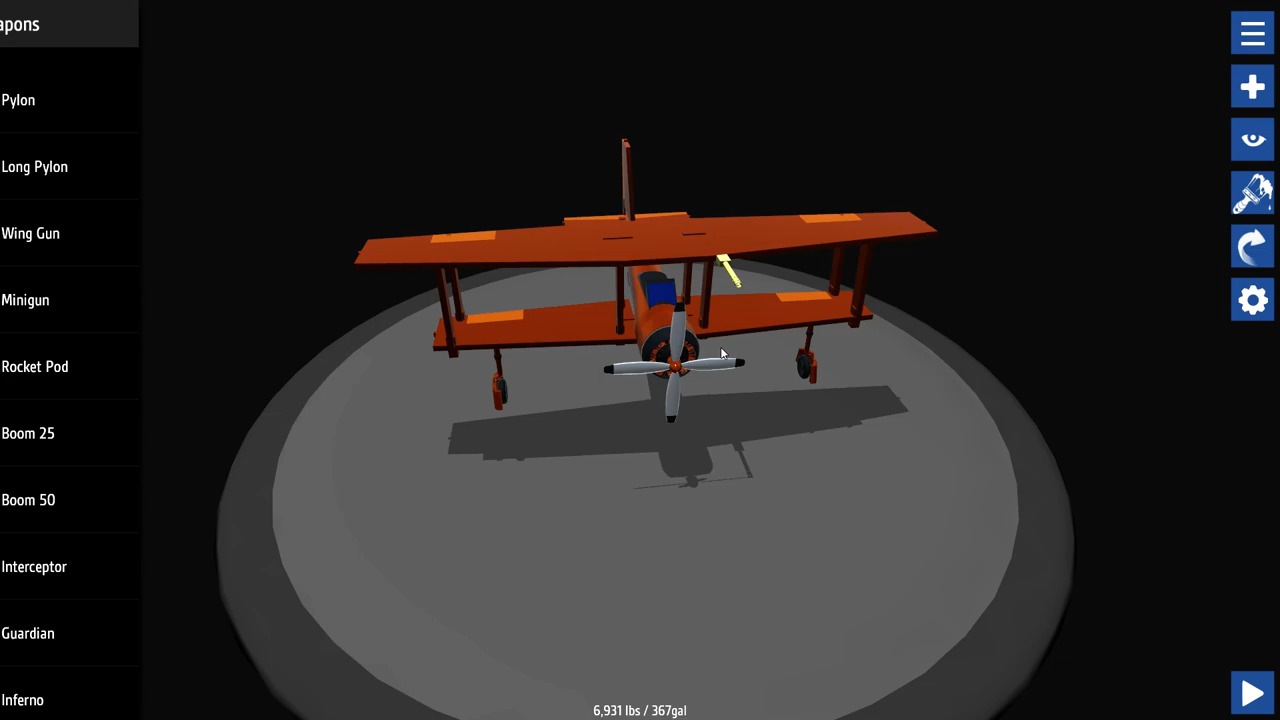 apons
Pylon
Long Pylon
Wing Gun
Minigun
Rocket Pod
Boom 25
Boom 50
Interceptor
Guardian
Inferno
6,931 lbs / 367gal